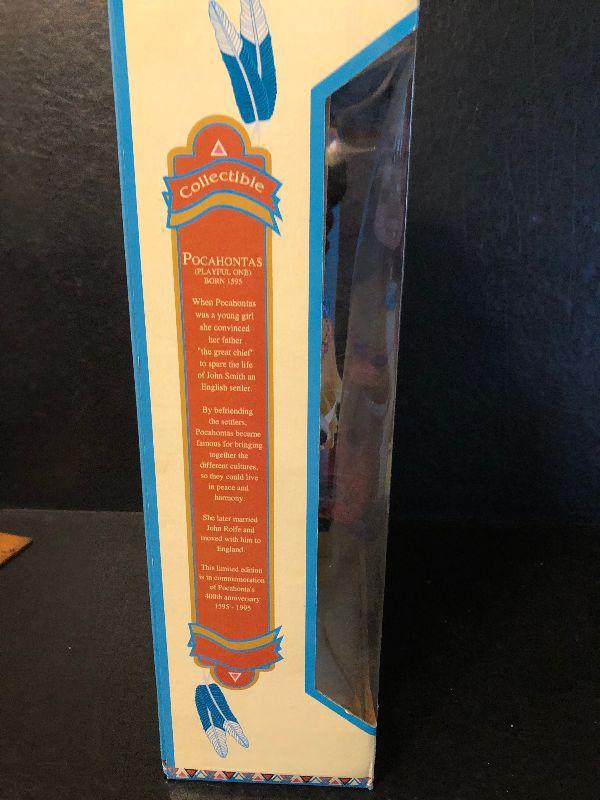 Collectible
POCAHONTAS
(PLAYFUL ONE)
BORN 1595
When Pocahontas
was a young girl
she convinced
her father
"the great chief"
to spare the life
of John Smith an
English settler.
By befriending
the settlers,
Pocahontas became
famous for bringing
together the
different cultures,
so they could live
in peace and
harmony.
She later married
John Rolfe and
moved with him to
England
This limited edition
is in commemoration
of Pocahonta's
400th anniversary
1595 - 1995